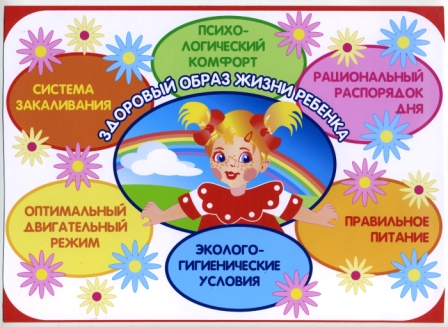 ПСИХО-
ЛОГИЧЕСКИЙ
КОМФОРТ
СИСТЕМА
ЗАКАЛИВАНИЯ
РАЦИОНАЛЬНЫЙ
РАСПОРЯДОК
ДНЯ
ЗДОРОВЫЙ ОБРАЗ ЖИЗНИ РЕБЕНКА
ОПТИМАЛЬНЫЙ
ДВИГАТЕЛЬНЫЙ
РЕЖИМ
ПРАВИЛЬНОЕ
ПИТАНИЕ
ЭКОЛОГО-
ГИГИЕНИЧЕСКИЕ
УСЛОВИЯ